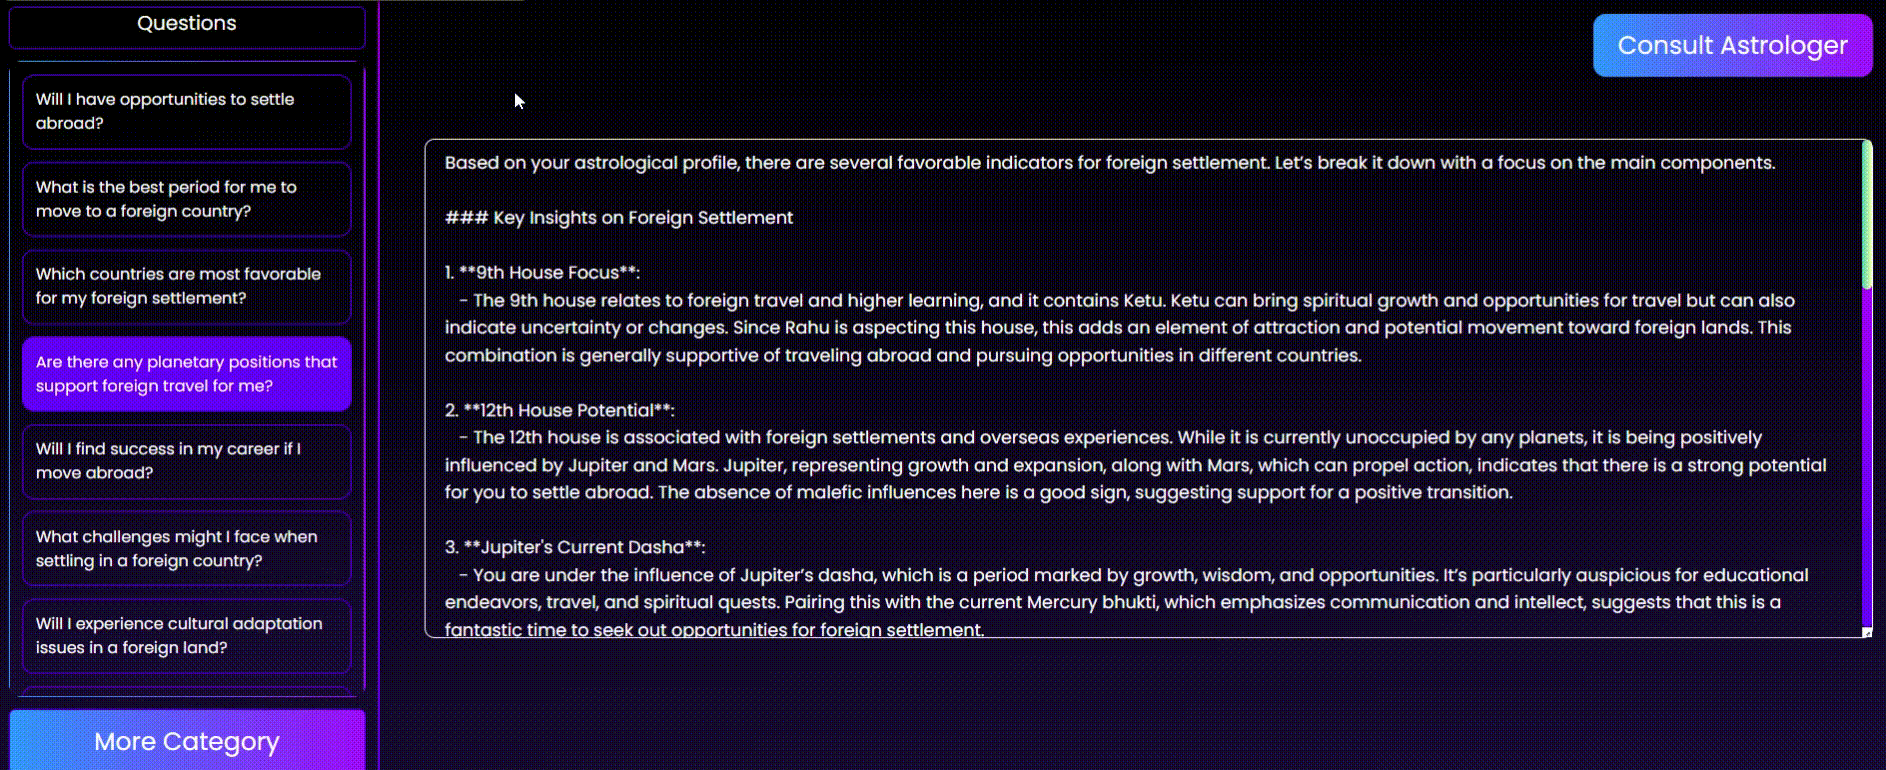 Questions
Will I have opportunities to settle
abroad?
What is the best period for me to
move to a foreign country?
Which countries are most favorable
for my foreign settlement?
Are there any planetary positions that
support foreign travel for me?
Will I find success in my career if I
move abroad?
What challenges might I face when
settling in a foreign country?
Will I experience cultural adaptation
issues in a foreign land?
More Category
Consult Astrologer
Based on your astrological profile, there are several favorable indicators for foreign settlement. Let’s break it down with a focus on the main components.
### Key Insights on Foreign Settlement
1. **9th House Focus**:
- The 9th house relates to foreign travel and higher learning, and it contains Ketu. Ketu can bring spiritual growth and opportunities for travel but can also
indicate uncertainty or changes. Since Rahu is aspecting this house, this adds an element of attraction and potential movement toward foreign lands. This
combination is generally supportive of traveling abroad and pursuing opportunities in different countries.
2. **12th House Potential**:
- The 12th house is associated with foreign settlements and overseas experiences. While it is currently unoccupied by any planets, it is being positively
influenced by Jupiter and Mars. Jupiter, representing growth and expansion, along with Mars, which can propel action, indicates that there is a strong potential
for you to settle abroad. The absence of malefic influences here is a good sign, suggesting support for a positive transition.
3. **Jupiter's Current Dasha**:
- You are under the influence of Jupiter’s dasha, which is a period marked by growth, wisdom, and opportunities. It’s particularly auspicious for educational
endeavors, travel, and spiritual quests. Pairing this with the current Mercury bhukti, which emphasizes communication and intellect, suggests that this is a
fantastic time to seek out opportunities for foreign settlement.